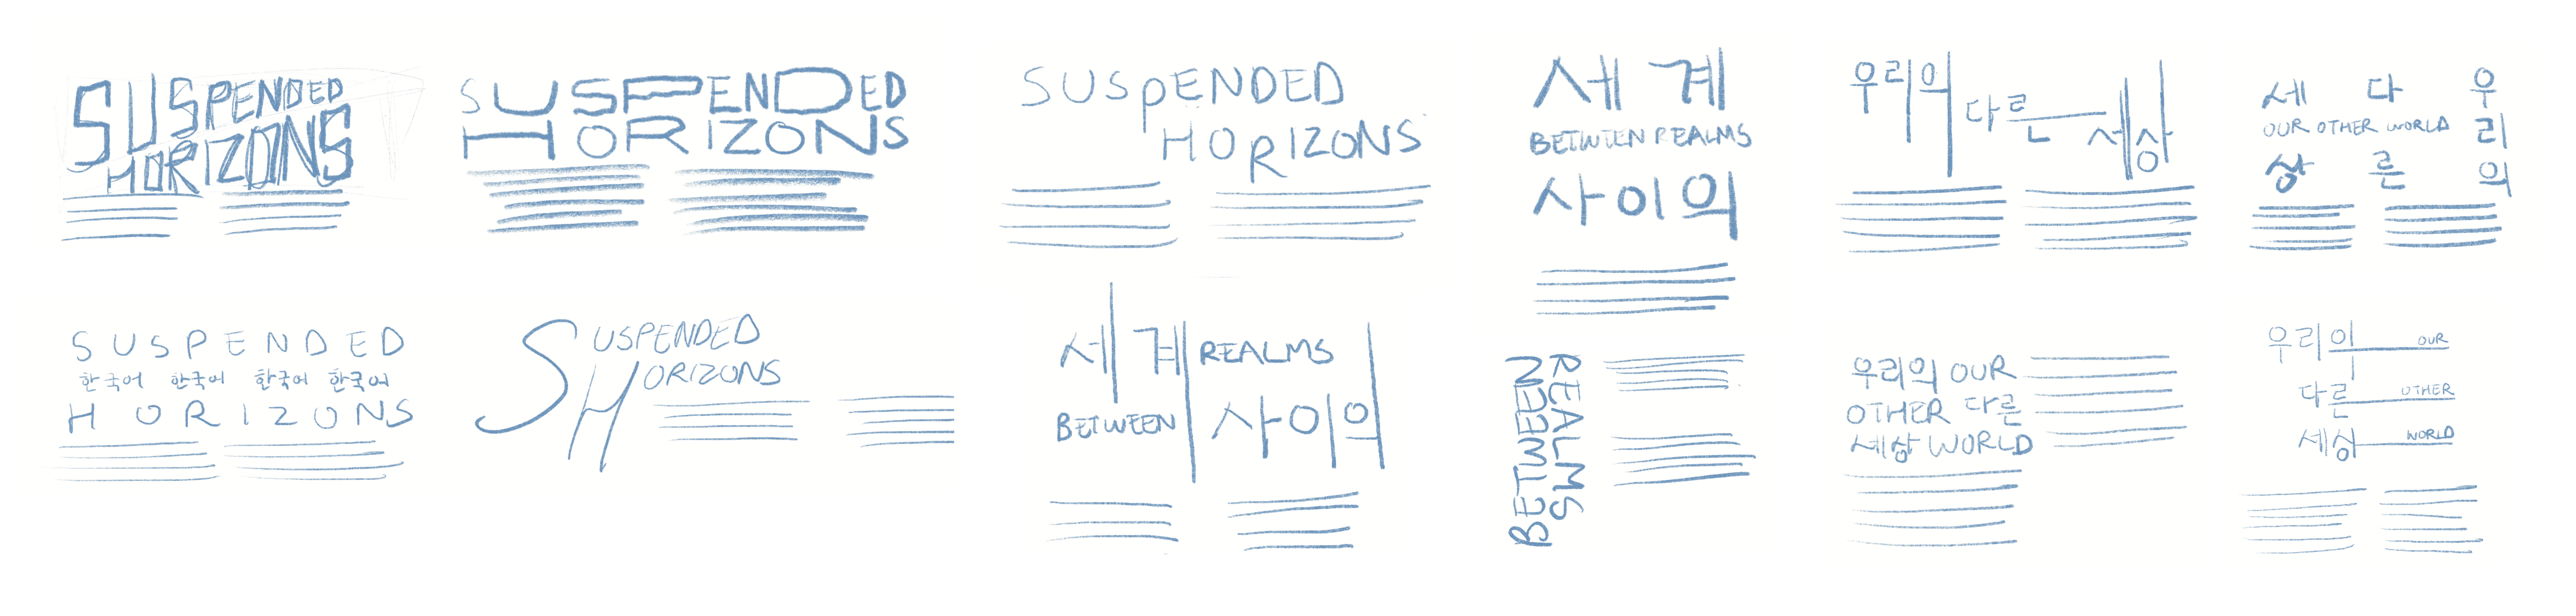 SUSPENDED
HORIZONS
SUSPENDED
HORIZONS
SUSpENDED
HORIZONS
세계
BETWEEN REALMS
사이의
우리의
다른
세상
세 다 우
리
OUR OTHER WORLD
상 른 의
SUSPENDED
한국어 한국어 한국어 한국어
HORIZONS
SUSPENDED
HORIZONS
세계 REALMS
BETWEEN 사이의
REALMS
BETWEEN
우리의 OUR
OTHER 다른
세상 WORLD
우리의 OUR
다른 OTHER
세상 WORLD